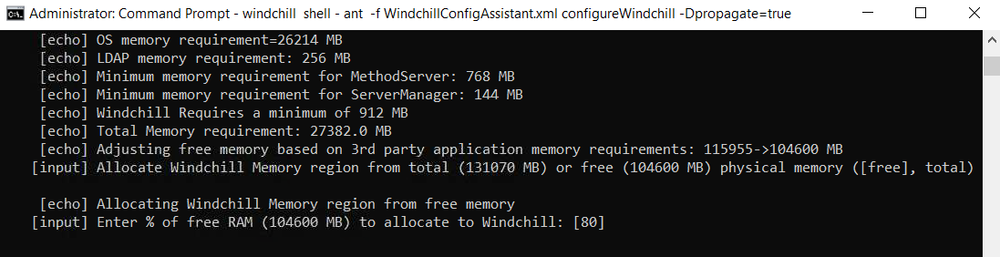 Administrator: Command Prompt - windchill shell - ant -f WindchillConfigAssistant.xml configureWindchill -Dpropagate=true
[echo] OS memory requirement=26214 MB
[echo] LDAP memory requirement: 256 MB
[echo] Minimum memory requirement for MethodServer: 768 MB
[echo] Minimum memory requirement for ServerManager: 144 MB
[echo] Windchill Requires a minimum of 912 MB
[echo] Total Memory requirement: 27382.0 MB
[echo] Adjusting free memory based on 3rd party application memory requirements: 115955->104600 MB
[input] Allocate Windchill Memory region from total (131070 MB) or free (104600 MB) physical memory ([free], total)
[echo] Allocating Windchill Memory region from free memory
[input] Enter % of free RAM (104600 MB) to allocate to Windchill: [80]